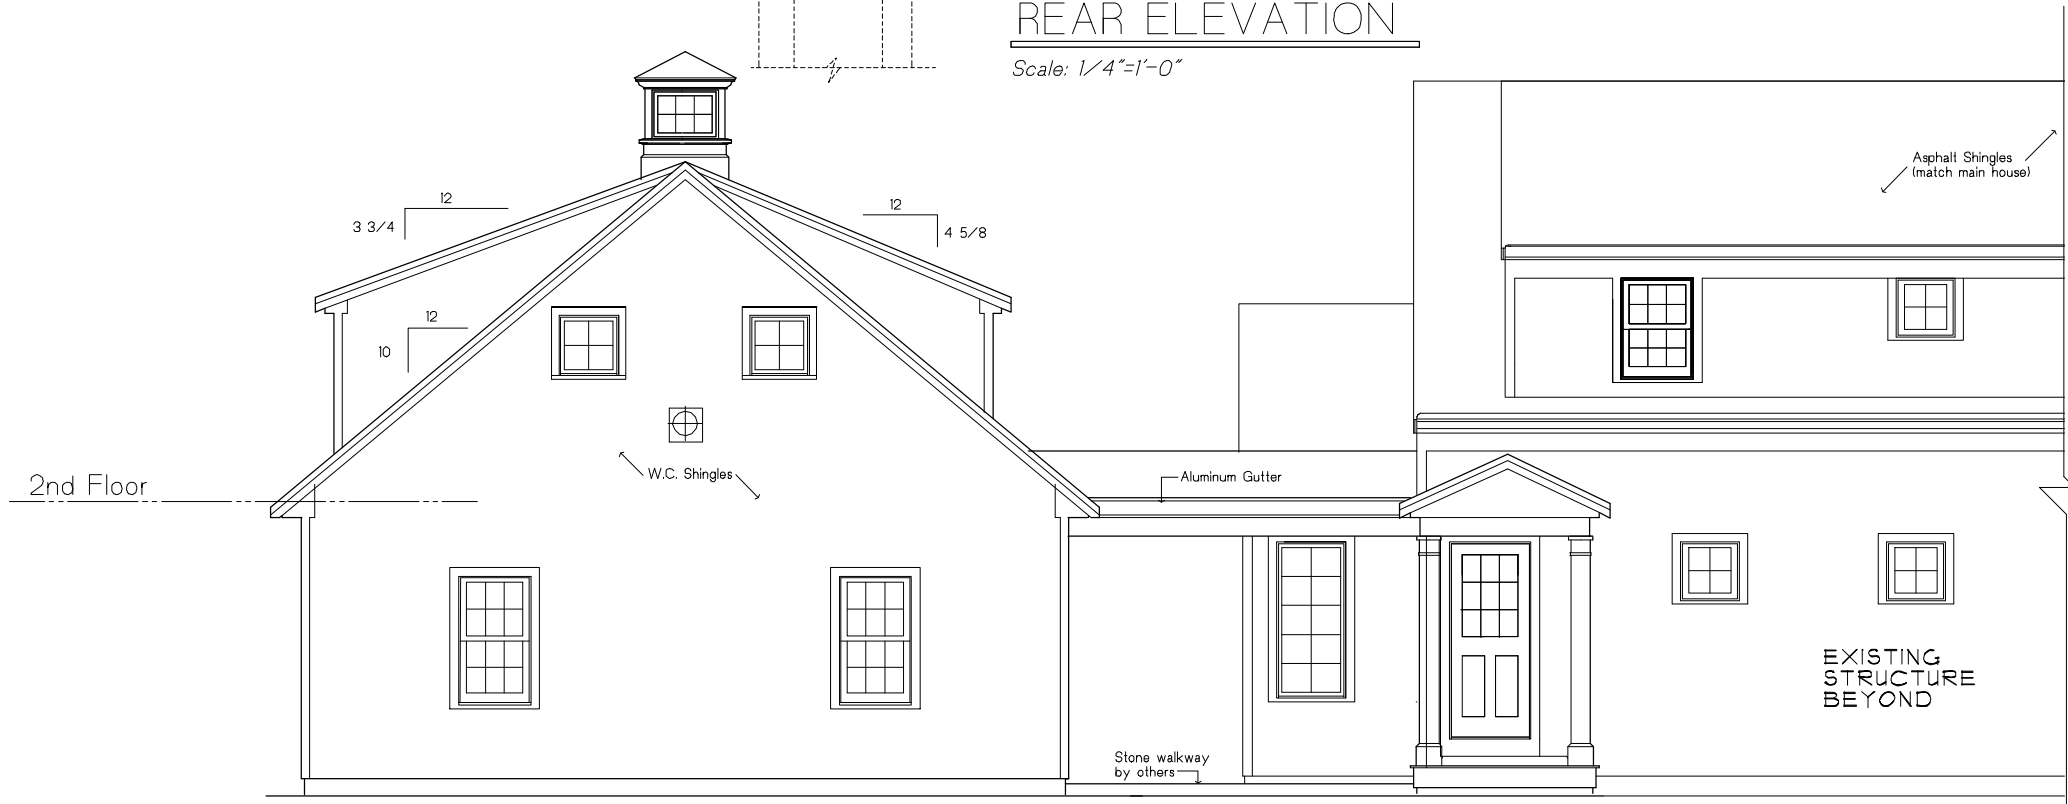 REAR ELEVATION
Scale: 1/4"=1'-0"
Asphalt Shingles
(match main house)
12
3 3/4
12
4 5/8
12
10
W.C. Shingles
2nd Floor
Aluminum Gutter
EXISTING
STRUCTURE
BEYOND
Stone walkway
by others